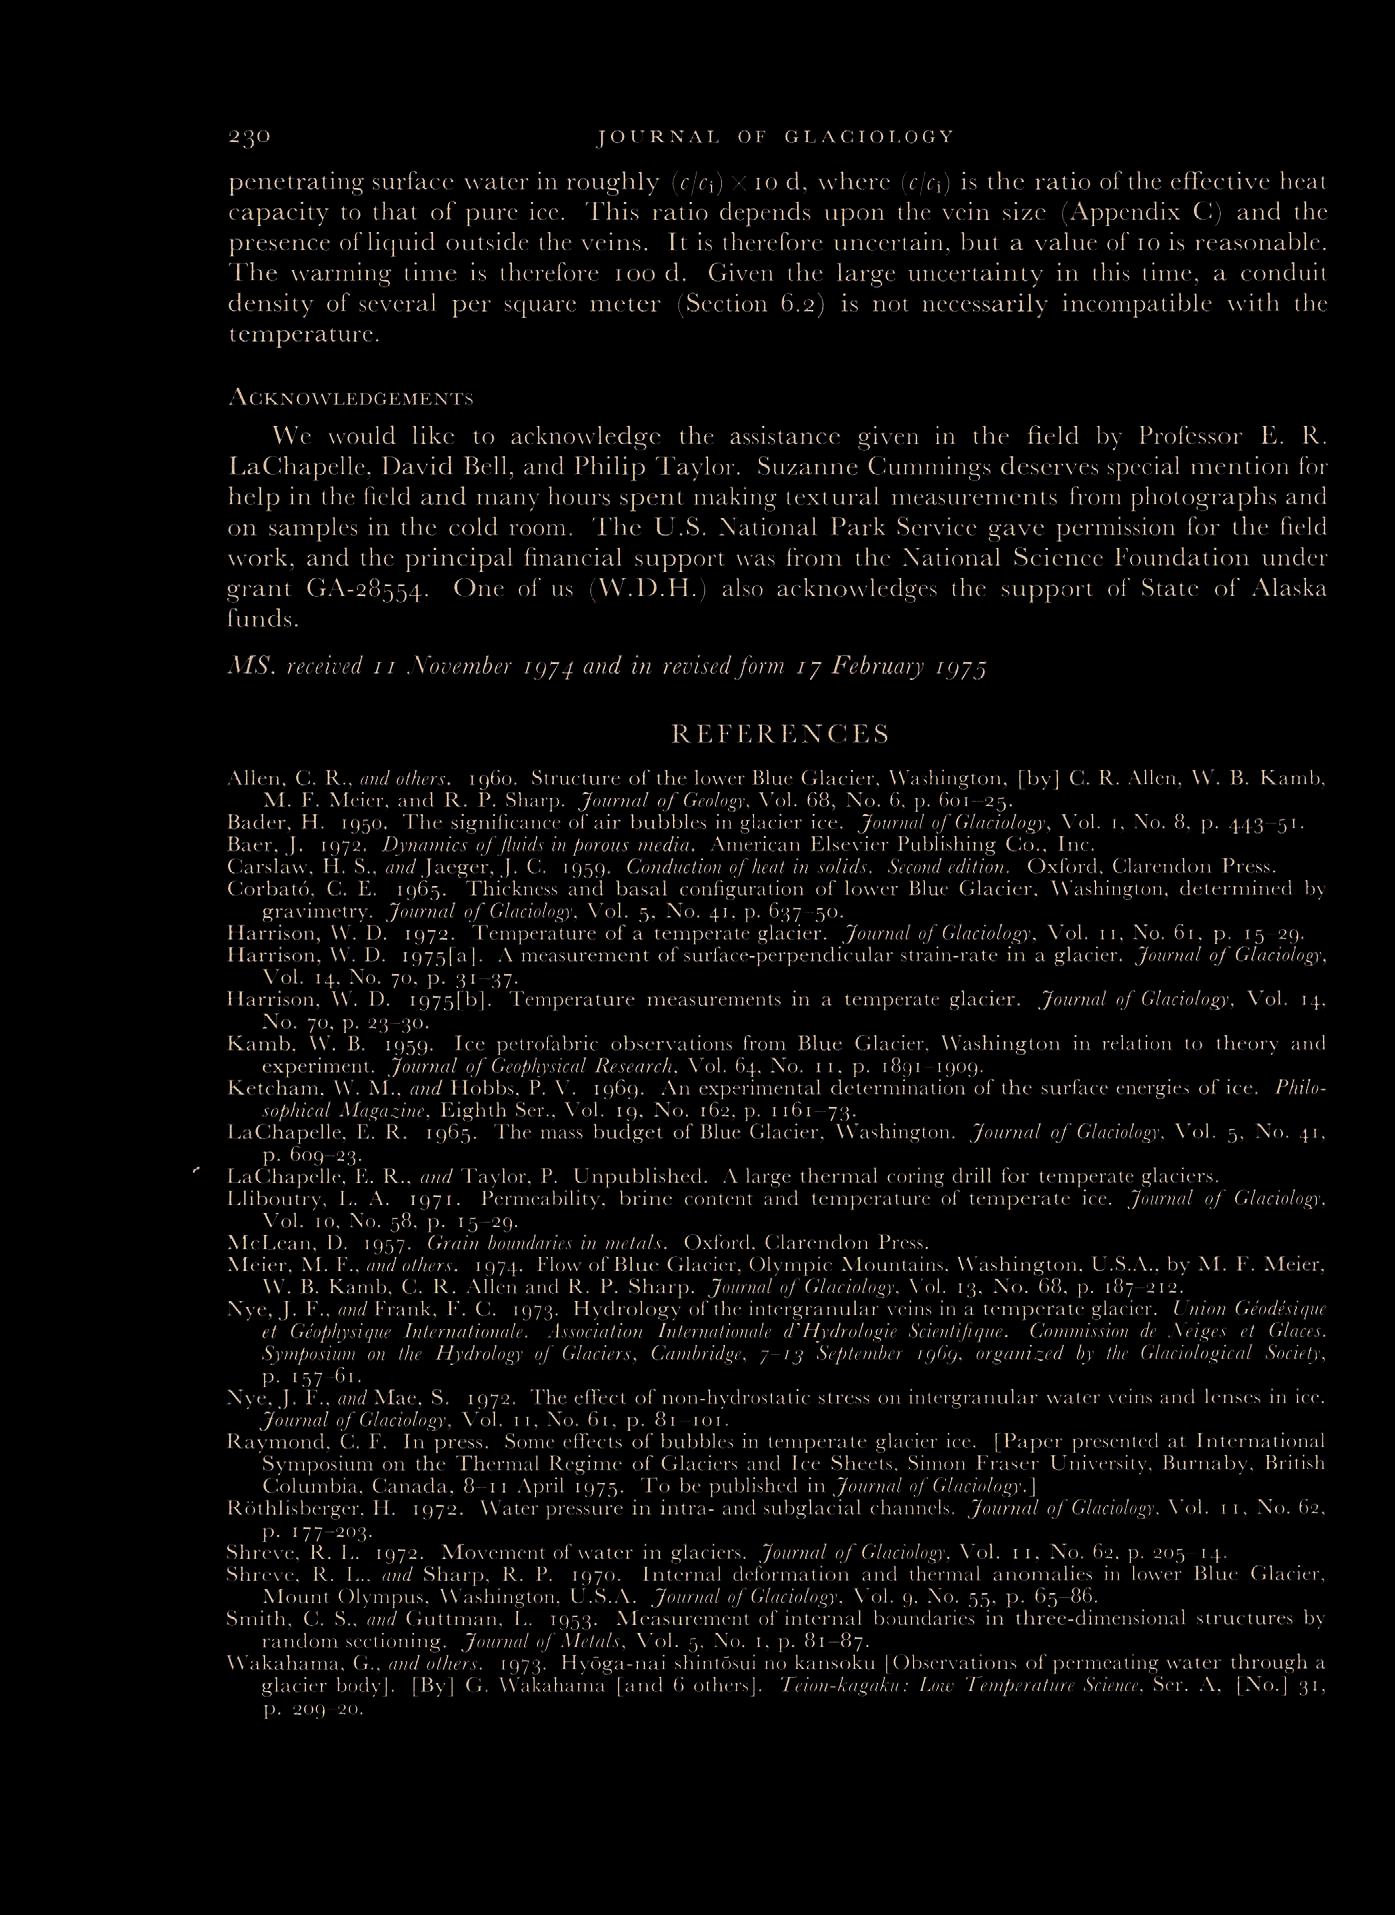 230 JOURNAL OF GLACIOLOGY
penetrating surface water in roughly (c/ci) × 10 d, where (c/ci) is the ratio of the effective heat
capacity to that of pure ice. This ratio depends upon the vein size (Appendix C) and the
presence of liquid outside the veins. It is therefore uncertain, but a value of 10 is reasonable.
The warming time is therefore 100 d. Given the large uncertainty in this time, a conduit
density of several per square meter (Section 6.2) is not necessarily incompatible with the
temperature.
ACKNOWLEDGEMENTS
We would like to acknowledge the assistance given in the field by Professor E. R.
LaChapelle, David Bell, and Philip Taylor. Suzanne Cummings deserves special mention for
help in the field and many hours spent making textural measurements from photographs and
on samples in the cold room. The U.S. National Park Service gave permission for the field
work, and the principal financial support was from the National Science Foundation under
grant GA-28554. One of us (W.D.H.) also acknowledges the support of State of Alaska
funds.
MS. received 11 November 1974 and in revised form 17 February 1975
REFERENCES
Allen, C. R., and others. 1960. Structure of the lower Blue Glacier, Washington, [by] C. R. Allen, W. B. Kamb,
M. F. Meier, and R. P. Sharp. Journal of Geology, Vol. 68, No. 6, p. 601–25.
Bader, H. 1950. The significance of air bubbles in glacier ice. Journal of Glaciology, Vol. 1, No. 8, p. 443–51.
Baer, J. 1972. Dynamics of fluids in porous media. American Elsevier Publishing Co., Inc.
Carslaw, H. S., and Jaeger, J. C. 1959. Conduction of heat in solids. Second edition. Oxford, Clarendon Press.
Corbató, C. E. 1965. Thickness and basal configuration of lower Blue Glacier, Washington, determined by
gravimetry. Journal of Glaciology, Vol. 5, No. 41, p. 637–50.
Harrison, W. D. 1972. Temperature of a temperate glacier. Journal of Glaciology, Vol. 11, No. 61, p. 15–29.
Harrison, W. D. 1975[a]. A measurement of surface-perpendicular strain-rate in a glacier. Journal of Glaciology,
Vol. 14, No. 70, p. 31–37.
Harrison, W. D. 1975[b]. Temperature measurements in a temperate glacier. Journal of Glaciology, Vol. 14,
No. 70, p. 23–30.
Kamb, W. B. 1959. Ice petrofabric observations from Blue Glacier, Washington in relation to theory and
experiment. Journal of Geophysical Research, Vol. 64, No. 11, p. 1891–1909.
Ketcham, W. M., and Hobbs, P. V. 1969. An experimental determination of the surface energies of ice. Philo-
sophical Magazine, Eighth Ser., Vol. 19, No. 162, p. 1161–73.
LaChapelle, E. R. 1965. The mass budget of Blue Glacier, Washington. Journal of Glaciology, Vol. 5, No. 41,
p. 609–23.
LaChapelle, E. R., and Taylor, P. Unpublished. A large thermal coring drill for temperate glaciers.
Lliboutry, L. A. 1971. Permeability, brine content and temperature of temperate ice. Journal of Glaciology,
Vol. 10, No. 58, p. 15–29.
McLean, D. 1957. Grain boundaries in metals. Oxford, Clarendon Press.
Meier, M. F., and others. 1974. Flow of Blue Glacier, Olympic Mountains, Washington, U.S.A., by M. F. Meier,
W. B. Kamb, C. R. Allen and R. P. Sharp. Journal of Glaciology, Vol. 13, No. 68, p. 187–212.
Nye, J. F., and Frank, F. C. 1973. Hydrology of the intergranular veins in a temperate glacier. Union Géodésique
et Géophysique Internationale. Association Internationale d'Hydrologie Scientifique. Commission de Neiges et Glaces.
Symposium on the Hydrology of Glaciers, Cambridge, 7–13 September 1969, organized by the Glaciological Society,
p. 157–61.
Nye, J. F., and Mae, S. 1972. The effect of non-hydrostatic stress on intergranular water veins and lenses in ice.
Journal of Glaciology, Vol. 11, No. 61, p. 81–101.
Raymond, C. F. In press. Some effects of bubbles in temperate glacier ice. [Paper presented at International
Symposium on the Thermal Regime of Glaciers and Ice Sheets, Simon Fraser University, Burnaby, British
Columbia, Canada, 8–11 April 1975. To be published in Journal of Glaciology.]
Röthlisberger, H. 1972. Water pressure in intra- and subglacial channels. Journal of Glaciology, Vol. 11, No. 62,
p. 177–203.
Shreve, R. L. 1972. Movement of water in glaciers. Journal of Glaciology, Vol. 11, No. 62, p. 205–14.
Shreve, R. L., and Sharp, R. P. 1970. Internal deformation and thermal anomalies in lower Blue Glacier,
Mount Olympus, Washington, U.S.A. Journal of Glaciology, Vol. 9, No. 55, p. 65–86.
Smith, C. S., and Guttman, L. 1953. Measurement of internal boundaries in three-dimensional structures by
random sectioning. Journal of Metals, Vol. 5, No. 1, p. 81–87.
Wakahama, G., and others. 1973. Hyōga-nai shintōsui no kansoku [Observations of permeating water through a
glacier body]. [By] G. Wakahama [and 6 others]. Teion-kagaku: Low Temperature Science, Ser. A, [No.] 31,
p. 209–20.